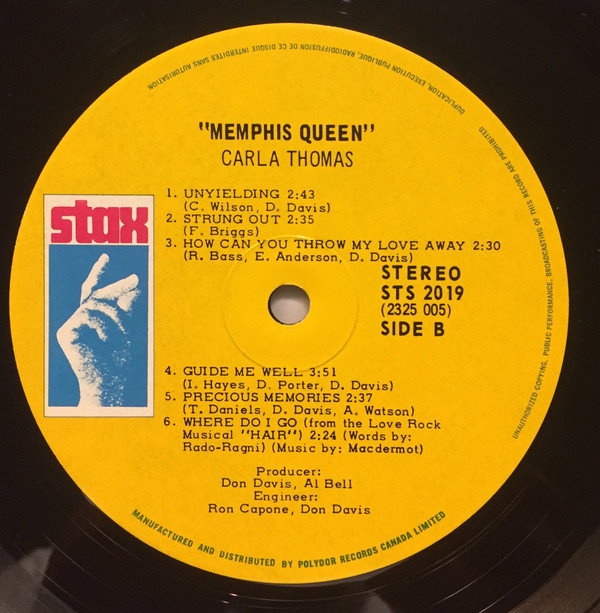 DUPLICATION, EXECUTION PUBLIQUE, RADIODIFFUSION DE CE DISQUE INTERDITES SANS AUTORISATION
"MEMPHIS QUEEN"
CARLA THOMAS
stax
1. UNYIELDING 2:43
(C. Wilson, D. Davis)
2. STRUNG OUT 2:35
(F. Briggs)
3. HOW CAN YOU THROW MY LOVE AWAY 2:30
(R. Bass, E. Anderson, D. Davis)
STEREO
STS 2019
(2325 005)
SIDE B
4. GUIDE ME WELL 3:51
(I. Hayes, D. Porter, D. Davis)
5. PRECIOUS MEMORIES 2:37
(T. Daniels, D. Davis, A. Watson)
6. WHERE DO I GO (from the Love Rock
Musical "HAIR") 2:24 (Words by:
Rado-Ragni) (Music by: Macdermot)
Producer:
Don Davis, Al Bell
Engineer:
Ron Capone, Don Davis
UNAUTHORIZED COPYING, PUBLIC PERFORMANCE, BROADCASTING OF THIS RECORD ARE PROHIBITED
MANUFACTURED AND DISTRIBUTED BY POLYDOR RECORDS CANADA LIMITED